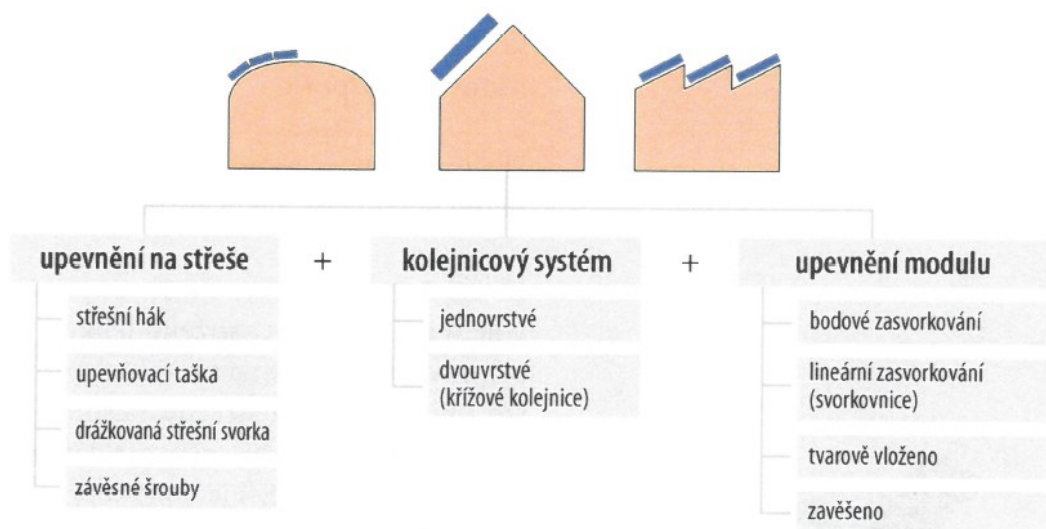 upevnění na střeše + kolejnicový systém + upevnění modulu
střešní hák
upevňovací taška
drážkovaná střešní svorka
závěsné šrouby
jednovrstvé
dvouvrstvé
(křížové kolejnice)
bodové zasvorkování
lineární zasvorkování
(svorkovnice)
tvarově vloženo
zavěšeno